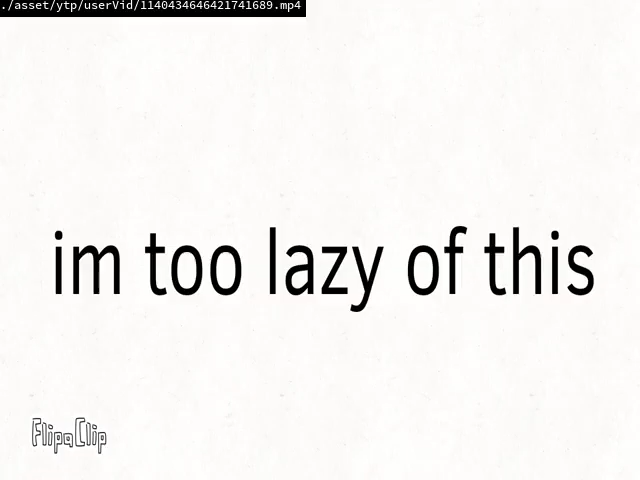 ./asset/ytp/userVid/1140434646421741689.mp4
im too lazy of this
FlipaClip